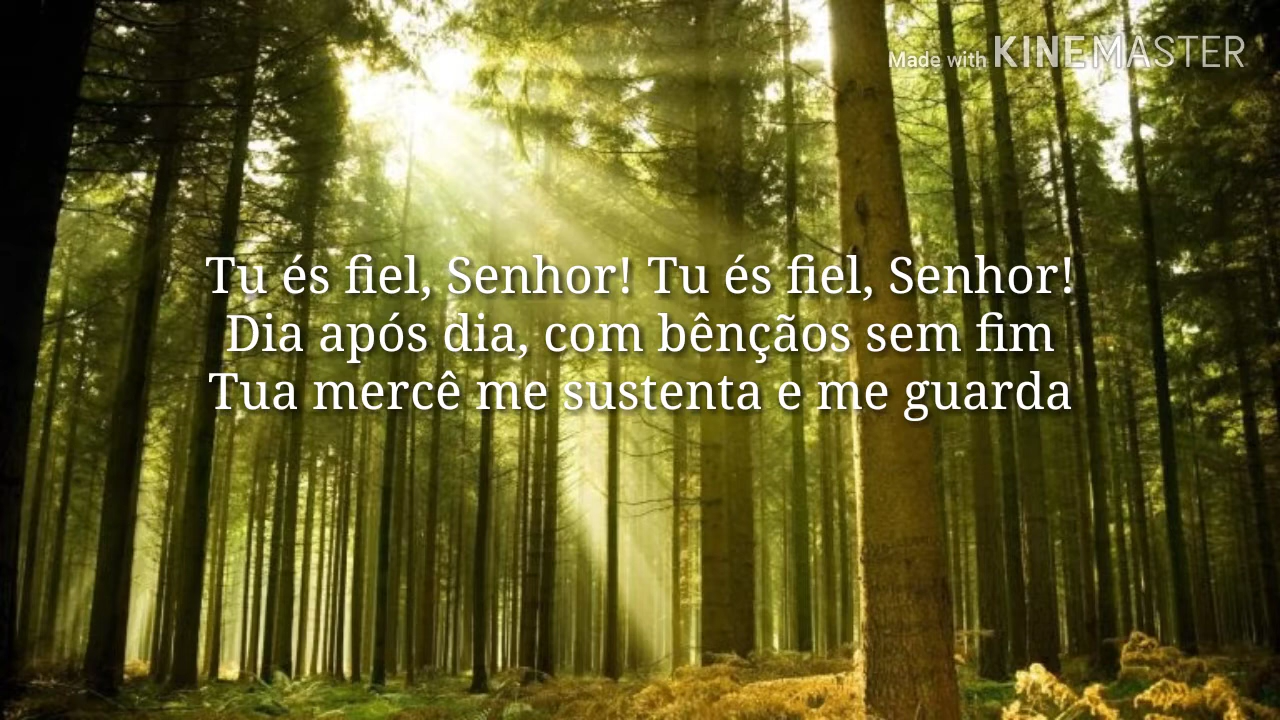 Made with KINEMASTER
Tu és fiel, Senhor! Tu és fiel, Senhor!
Dia após dia, com bênçãos sem fim
Tua mercê me sustenta e me guarda